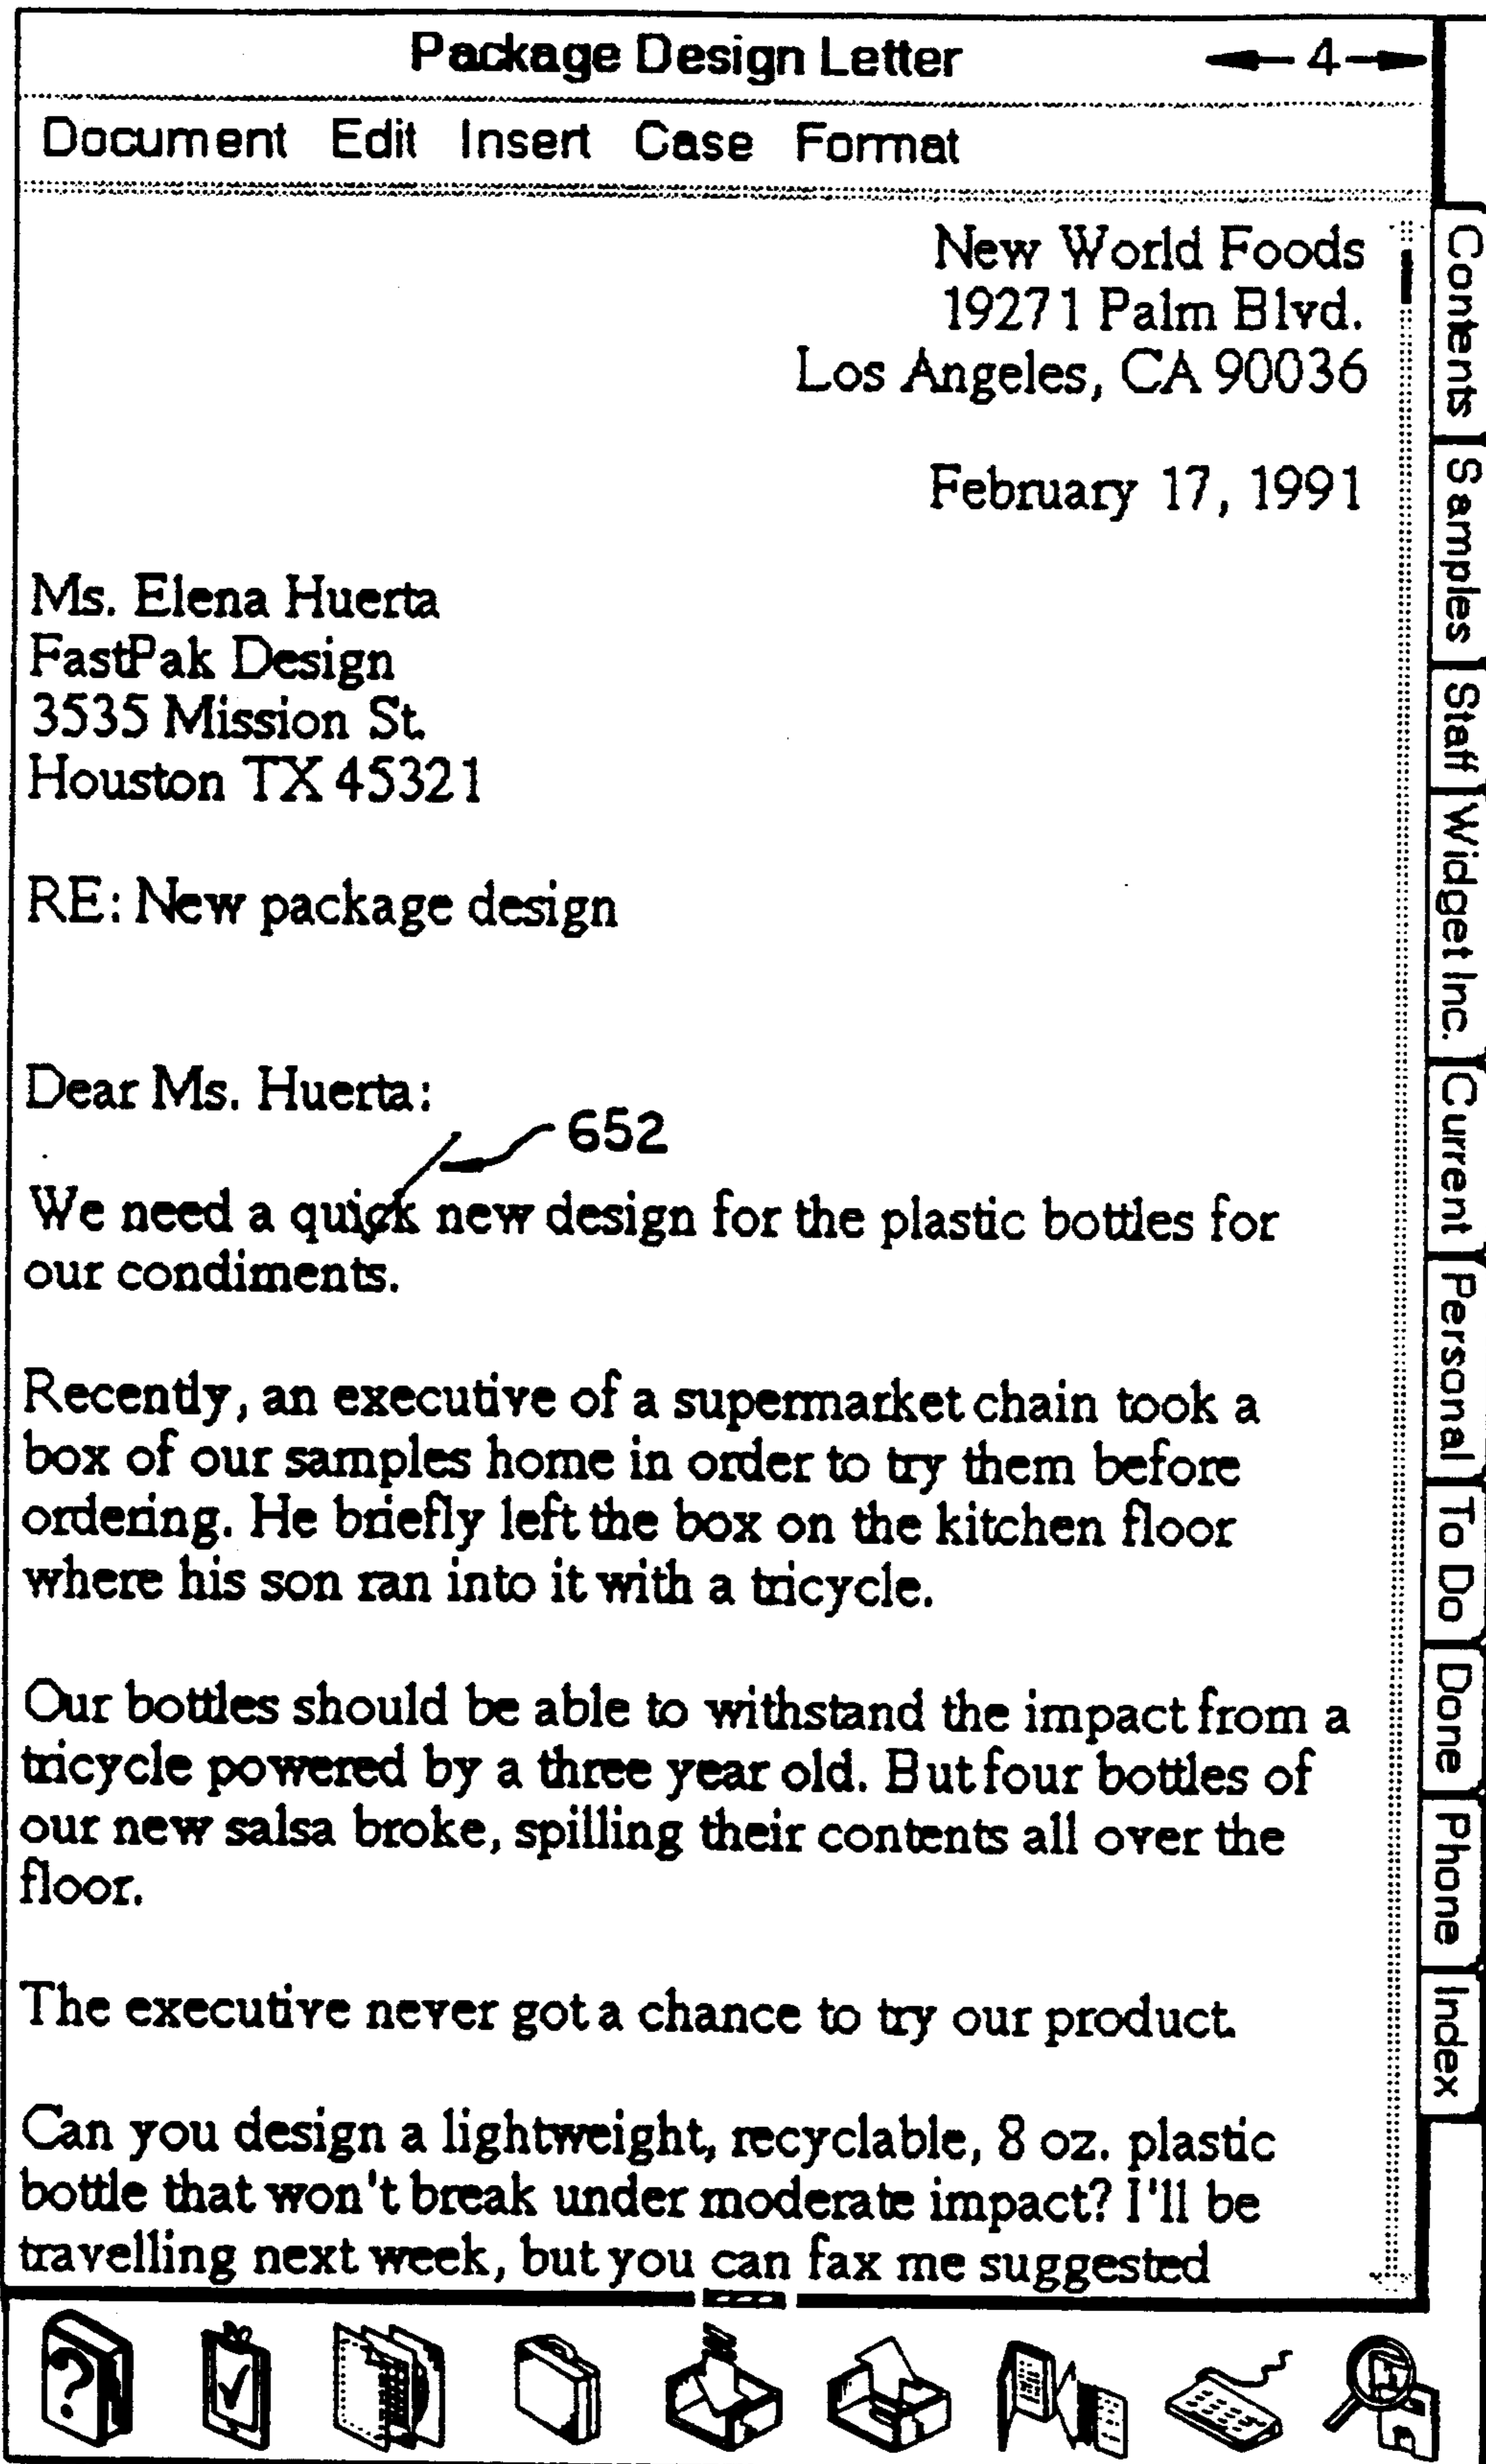 Package Design Letter 4
Document Edit Insert Case Format
New World Foods
19271 Palm Blvd.
Los Angeles, CA 90036
February 17, 1991
Ms. Elena Huerta
FastPak Design
3535 Mission St.
Houston TX 45321
RE: New package design
Dear Ms. Huerta:
652
We need a quick new design for the plastic bottles for
our condiments.
Recently, an executive of a supermarket chain took a
box of our samples home in order to try them before
ordering. He briefly left the box on the kitchen floor
where his son ran into it with a tricycle.
Our bottles should be able to withstand the impact from a
tricycle powered by a three year old. But four bottles of
our new salsa broke, spilling their contents all over the
floor.
The executive never got a chance to try our product.
Can you design a lightweight, recyclable, 8 oz. plastic
bottle that won't break under moderate impact? I'll be
travelling next week, but you can fax me suggested
Contents
Samples
Staff
Widget Inc.
Current
Personal
To Do
Done
Phone
Index
?